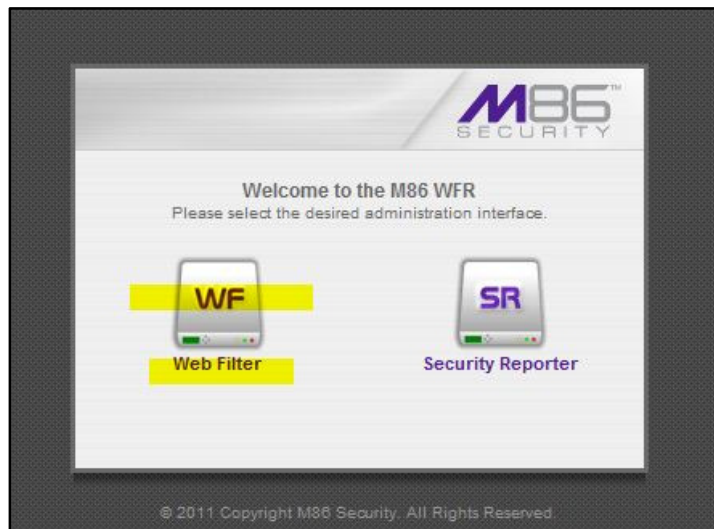 M86™
SECURITY
Welcome to the M86 WFR
Please select the desired administration interface.
WF
SR
Web Filter
Security Reporter
© 2011 Copyright M86 Security. All Rights Reserved.